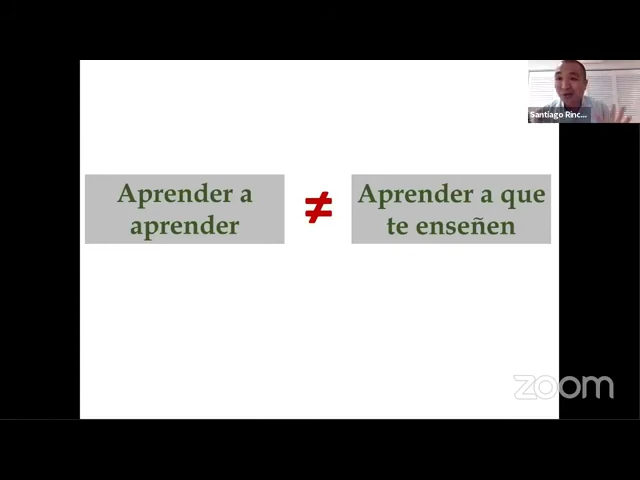 Santiago Rinc...
Aprender a
aprender
≠
Aprender a que
te enseñen
zoom